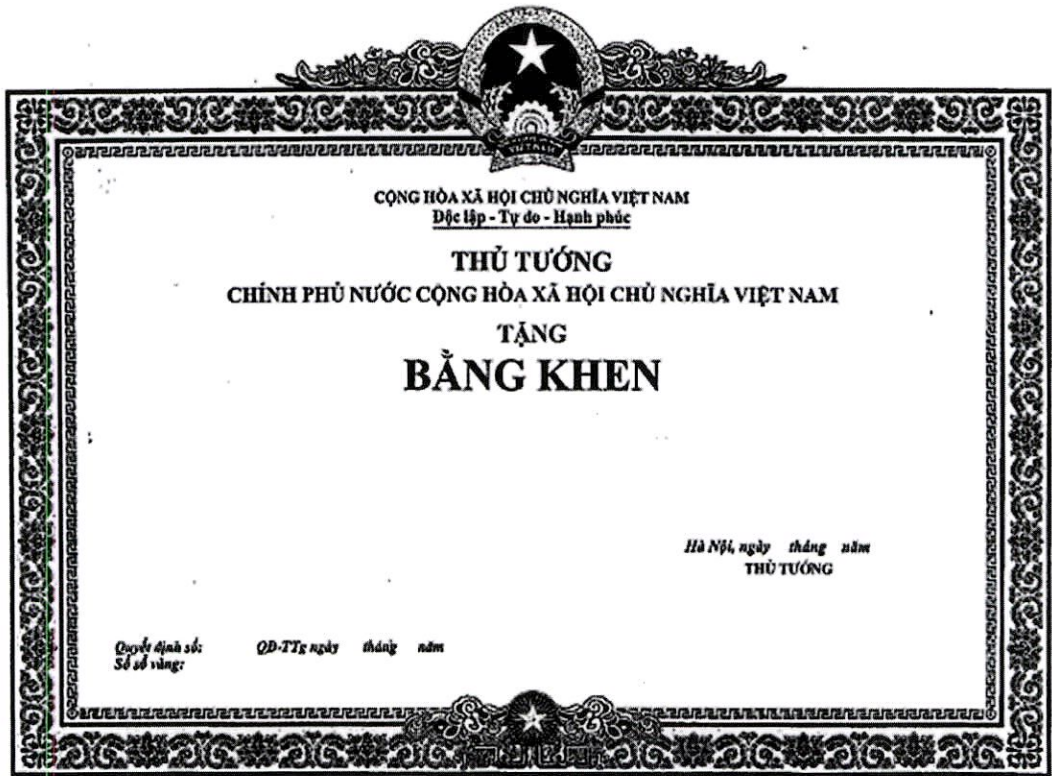 VIỆT NAM
CỘNG HÒA XÃ HỘI CHỦ NGHĨA VIỆT NAM
Độc lập - Tự do - Hạnh phúc
THỦ TƯỚNG
CHÍNH PHỦ NƯỚC CỘNG HÒA XÃ HỘI CHỦ NGHĨA VIỆT NAM
TẶNG
BẰNG KHEN
Hà Nội, ngày tháng năm
THỦ TƯỚNG
Quyết định số: QĐ-TTg ngày tháng năm
Số sổ vàng: